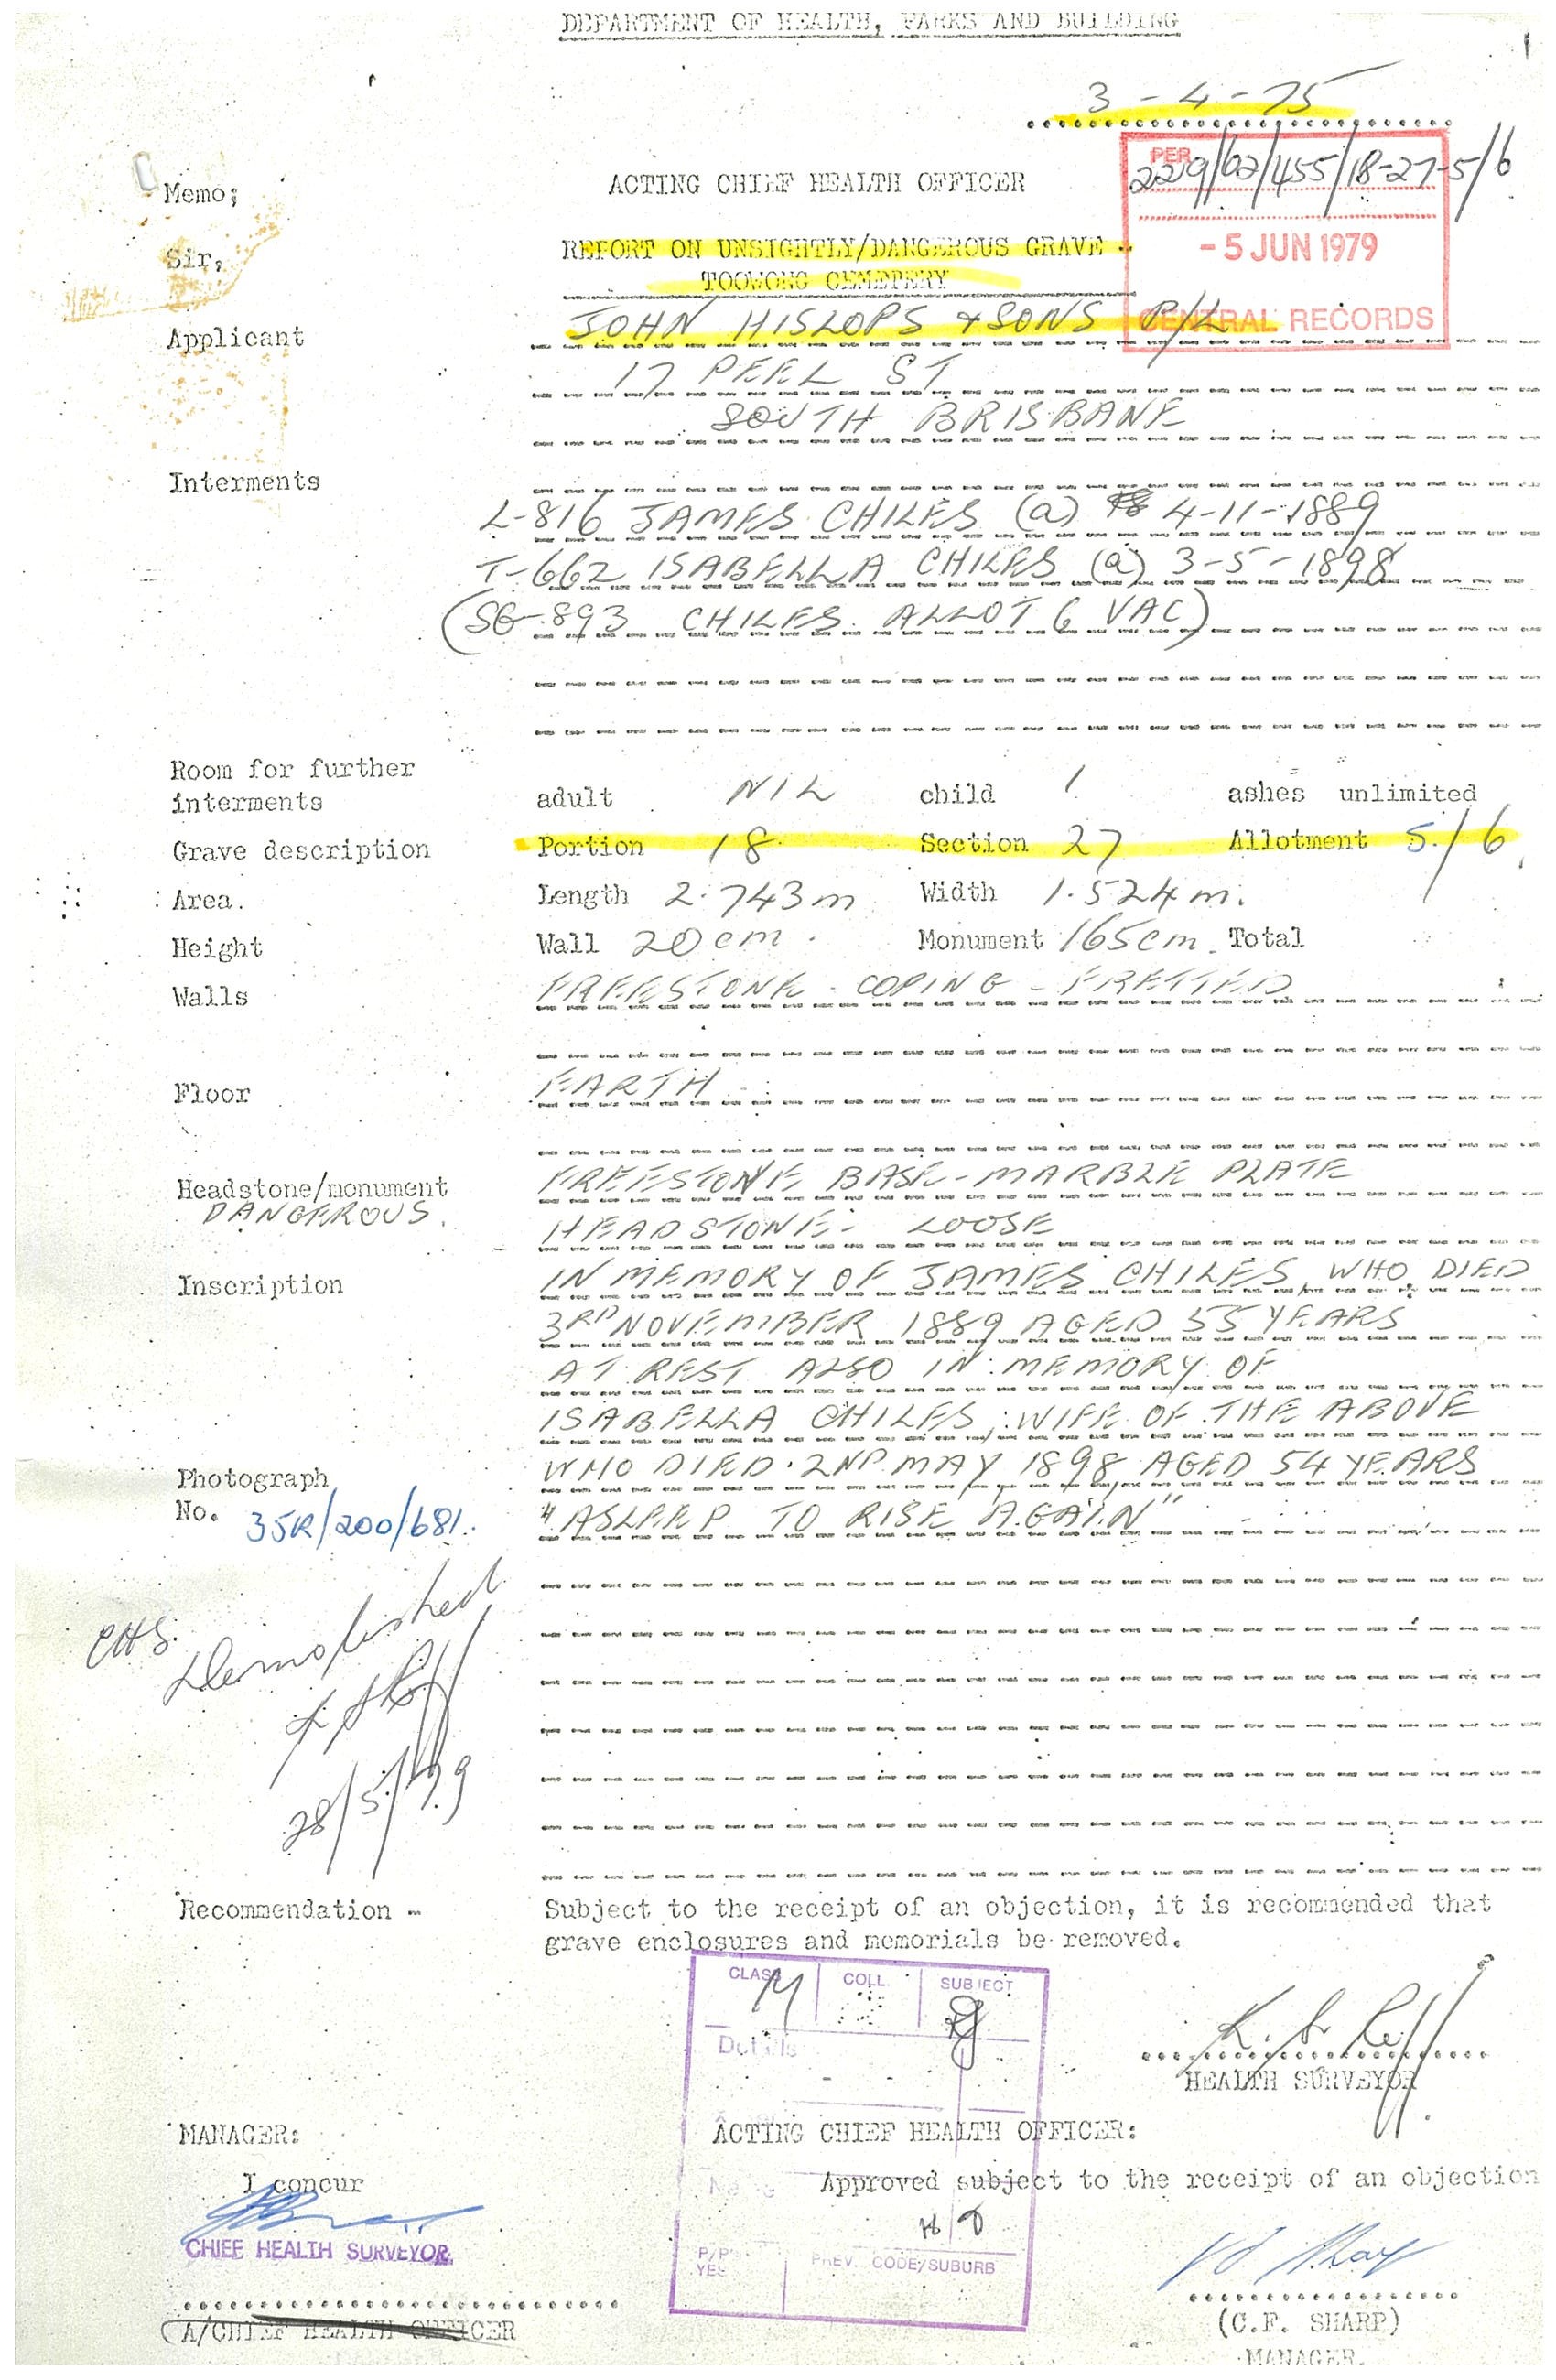 DEPARTMENT OF HEALTH, PARKS AND BUILDING
3 - 4 - 75
PER
229/62/455/18-27-5/6
Memo;
ACTING CHIEF HEALTH OFFICER
Sir,
REPORT ON UNSIGHTLY/DANGEROUS GRAVE -
TOOWONG CEMETERY
- 5 JUN 1979
CENTRAL RECORDS
Applicant
JOHN HISLOPS & SONS P/L
17 PEEL ST
SOUTH BRISBANE
Interments
L-816 JAMES CHILES (a) 4-11-1889
T-662 ISABELLA CHILES (a) 3-5-1898
(SG-893 CHILES. ALLOT 6 VAC)
Room for further
interments adult NIL child 1 ashes unlimited
Grave description Portion 18 Section 27 Allotment 5/6
Area. Length 2.743m Width 1.524m.
Height Wall 20cm. Monument 165cm. Total
Walls FREESTONE - COPING - FRETTED
Floor EARTH
Headstone/monument FREESTONE BASE - MARBLE PLATE
DANGEROUS. HEADSTONE - LOOSE
Inscription IN MEMORY OF JAMES CHILES, WHO DIED
3RD NOVEMBER 1889 AGED 55 YEARS
AT REST ALSO IN MEMORY OF
ISABELLA CHILES, WIFE OF THE ABOVE
Photograph WHO DIED 2ND MAY 1898 AGED 54 YEARS
No. 35R/200/681. "ASLEEP TO RISE AGAIN"
CHS.
Demolished
28/5/79
Recommendation - Subject to the receipt of an objection, it is recommended that
grave enclosures and memorials be removed.
CLASS COLL. SUBJECT
M
Details
HEALTH SURVEYOR
MANAGER: ACTING CHIEF HEALTH OFFICER:
I concur Approved subject to the receipt of an objection
CHIEF HEALTH SURVEYOR
P/P'S
YES
PREV. CODE/SUBURB
A/CHIEF HEALTH OFFICER
(C.F. SHARP)
MANAGER.